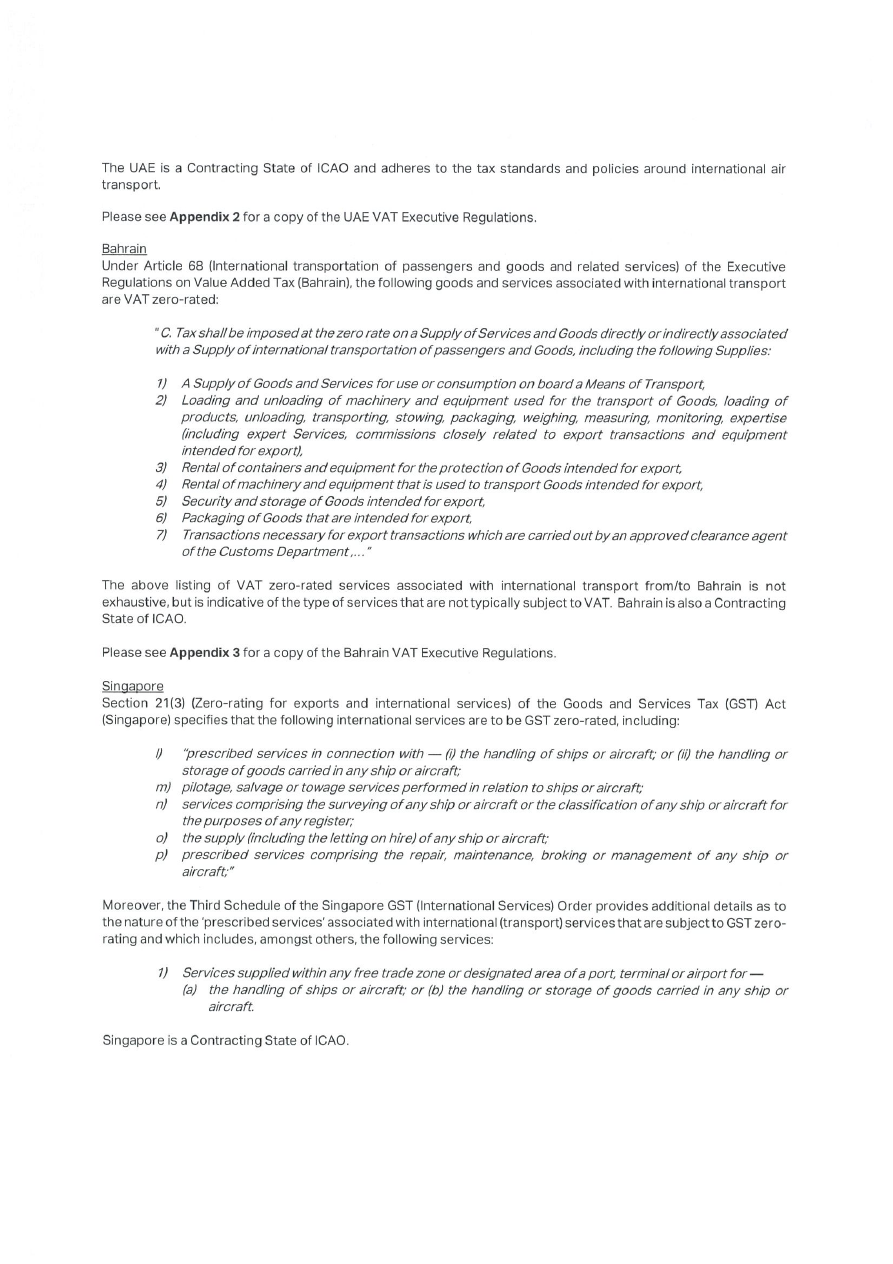 The UAE is a Contracting State of ICAO and adheres to the tax standards and policies around international air
transport.
Please see Appendix 2 for a copy of the UAE VAT Executive Regulations.
Bahrain
Under Article 68 (International transportation of passengers and goods and related services) of the Executive
Regulations on Value Added Tax (Bahrain), the following goods and services associated with international transport
are VAT zero-rated:
"C. Tax shall be imposed at the zero rate on a Supply of Services and Goods directly or indirectly associated
with a Supply of international transportation of passengers and Goods, including the following Supplies:
1) A Supply of Goods and Services for use or consumption on board a Means of Transport,
2) Loading and unloading of machinery and equipment used for the transport of Goods, loading of
products, unloading, transporting, stowing, packaging, weighing, measuring, monitoring, expertise
(including expert Services, commissions closely related to export transactions and equipment
intended for export),
3) Rental of containers and equipment for the protection of Goods intended for export,
4) Rental of machinery and equipment that is used to transport Goods intended for export,
5) Security and storage of Goods intended for export,
6) Packaging of Goods that are intended for export,
7) Transactions necessary for export transactions which are carried out by an approved clearance agent
of the Customs Department,..."
The above listing of VAT zero-rated services associated with international transport from/to Bahrain is not
exhaustive, but is indicative of the type of services that are not typically subject to VAT. Bahrain is also a Contracting
State of ICAO.
Please see Appendix 3 for a copy of the Bahrain VAT Executive Regulations.
Singapore
Section 21(3) (Zero-rating for exports and international services) of the Goods and Services Tax (GST) Act
(Singapore) specifies that the following international services are to be GST zero-rated, including:
l) "prescribed services in connection with — (i) the handling of ships or aircraft; or (ii) the handling or
storage of goods carried in any ship or aircraft;
m) pilotage, salvage or towage services performed in relation to ships or aircraft;
n) services comprising the surveying of any ship or aircraft or the classification of any ship or aircraft for
the purposes of any register;
o) the supply (including the letting on hire) of any ship or aircraft;
p) prescribed services comprising the repair, maintenance, broking or management of any ship or
aircraft;"
Moreover, the Third Schedule of the Singapore GST (International Services) Order provides additional details as to
the nature of the 'prescribed services' associated with international (transport) services that are subject to GST zero-
rating and which includes, amongst others, the following services:
1) Services supplied within any free trade zone or designated area of a port, terminal or airport for —
(a) the handling of ships or aircraft; or (b) the handling or storage of goods carried in any ship or
aircraft.
Singapore is a Contracting State of ICAO.